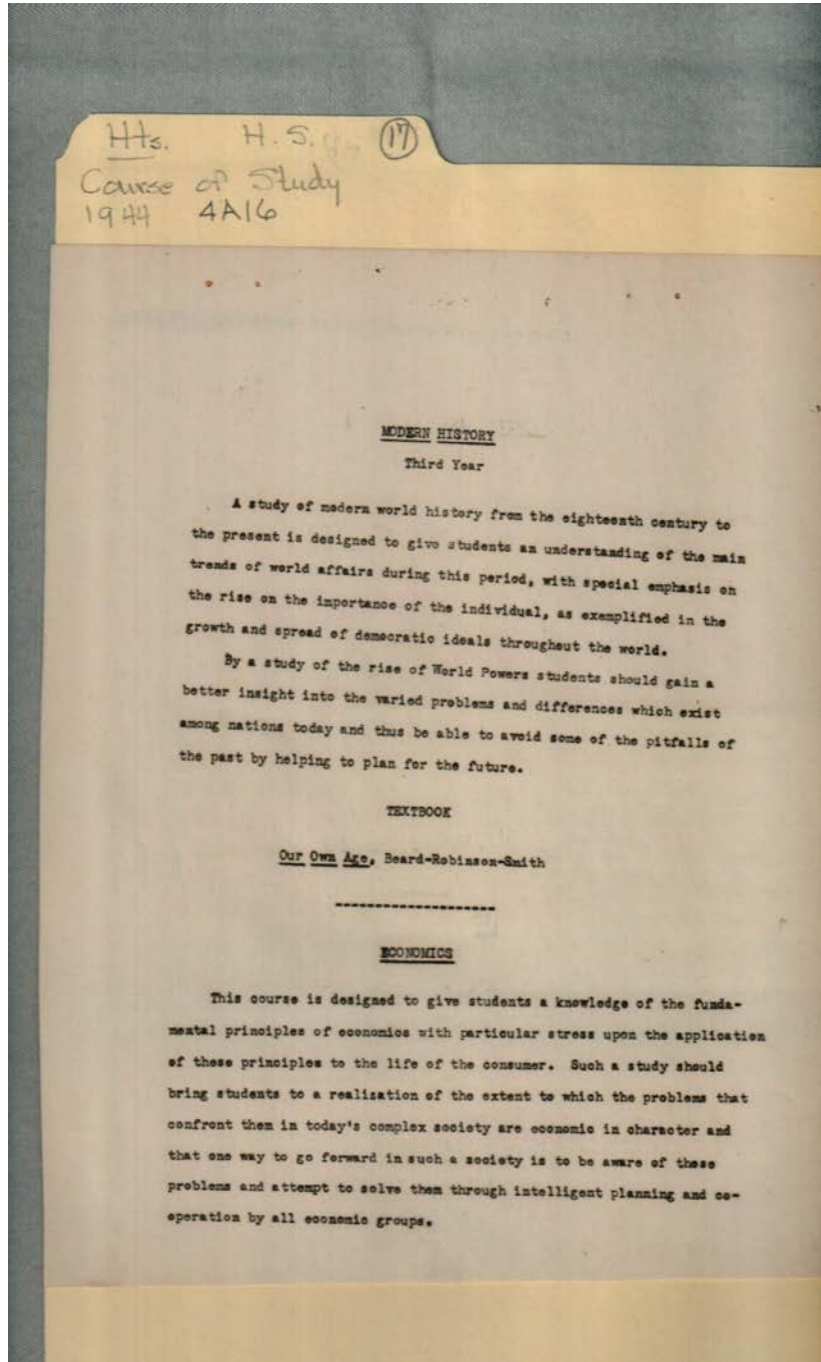 Hts. H.S. 17
Course of Study
1944 4A16
MODERN HISTORY
Third Year
A study of modern world history from the eighteenth century to
the present is designed to give students an understanding of the main
trends of world affairs during this period, with special emphasis on
the rise on the importance of the individual, as exemplified in the
growth and spread of democratic ideals throughout the world.
By a study of the rise of World Powers students should gain a
better insight into the varied problems and differences which exist
among nations today and thus be able to avoid some of the pitfalls of
the past by helping to plan for the future.
TEXTBOOK
Our Own Age, Beard-Robinson-Smith
--------------------
ECONOMICS
This course is designed to give students a knowledge of the funda-
mental principles of economics with particular stress upon the application
of these principles to the life of the consumer. Such a study should
bring students to a realization of the extent to which the problems that
confront them in today's complex society are economic in character and
that one way to go forward in such a society is to be aware of these
problems and attempt to solve them through intelligent planning and co-
operation by all economic groups.